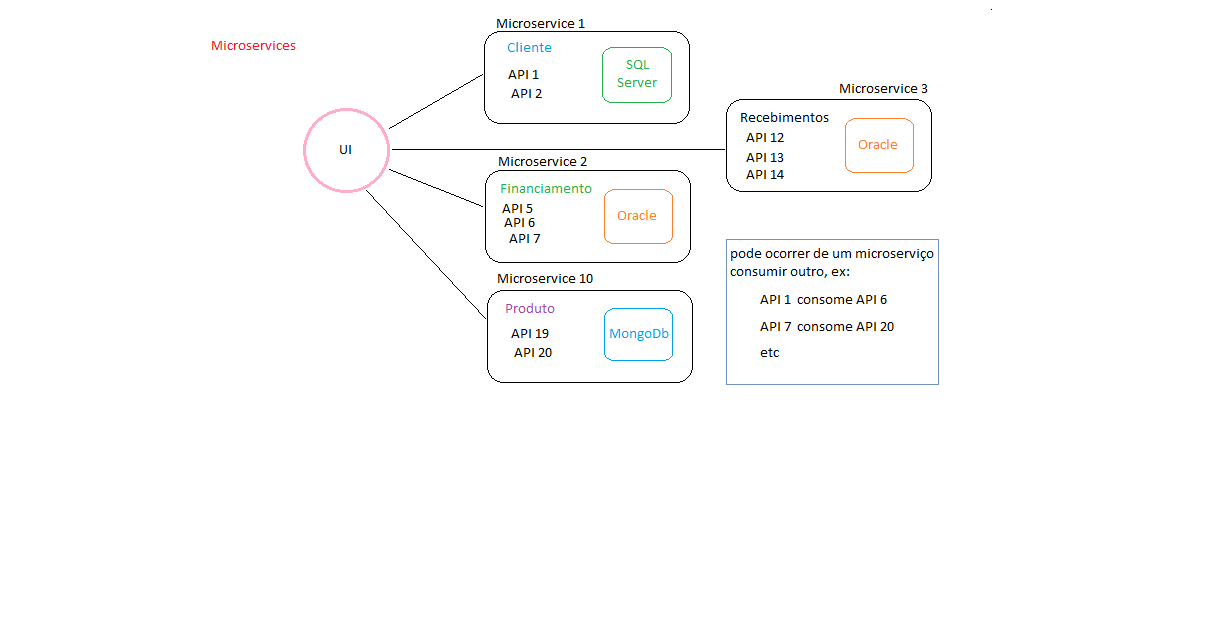 Microservices
UI
Microservice 1
Cliente
API 1
API 2
SQL
Server
Microservice 3
Recebimentos
API 12
API 13
API 14
Oracle
Microservice 2
Financiamento
API 5
API 6
API 7
Oracle
Microservice 10
Produto
API 19
API 20
MongoDb
pode ocorrer de um microserviço
consumir outro, ex:
API 1 consome API 6
API 7 consome API 20
etc